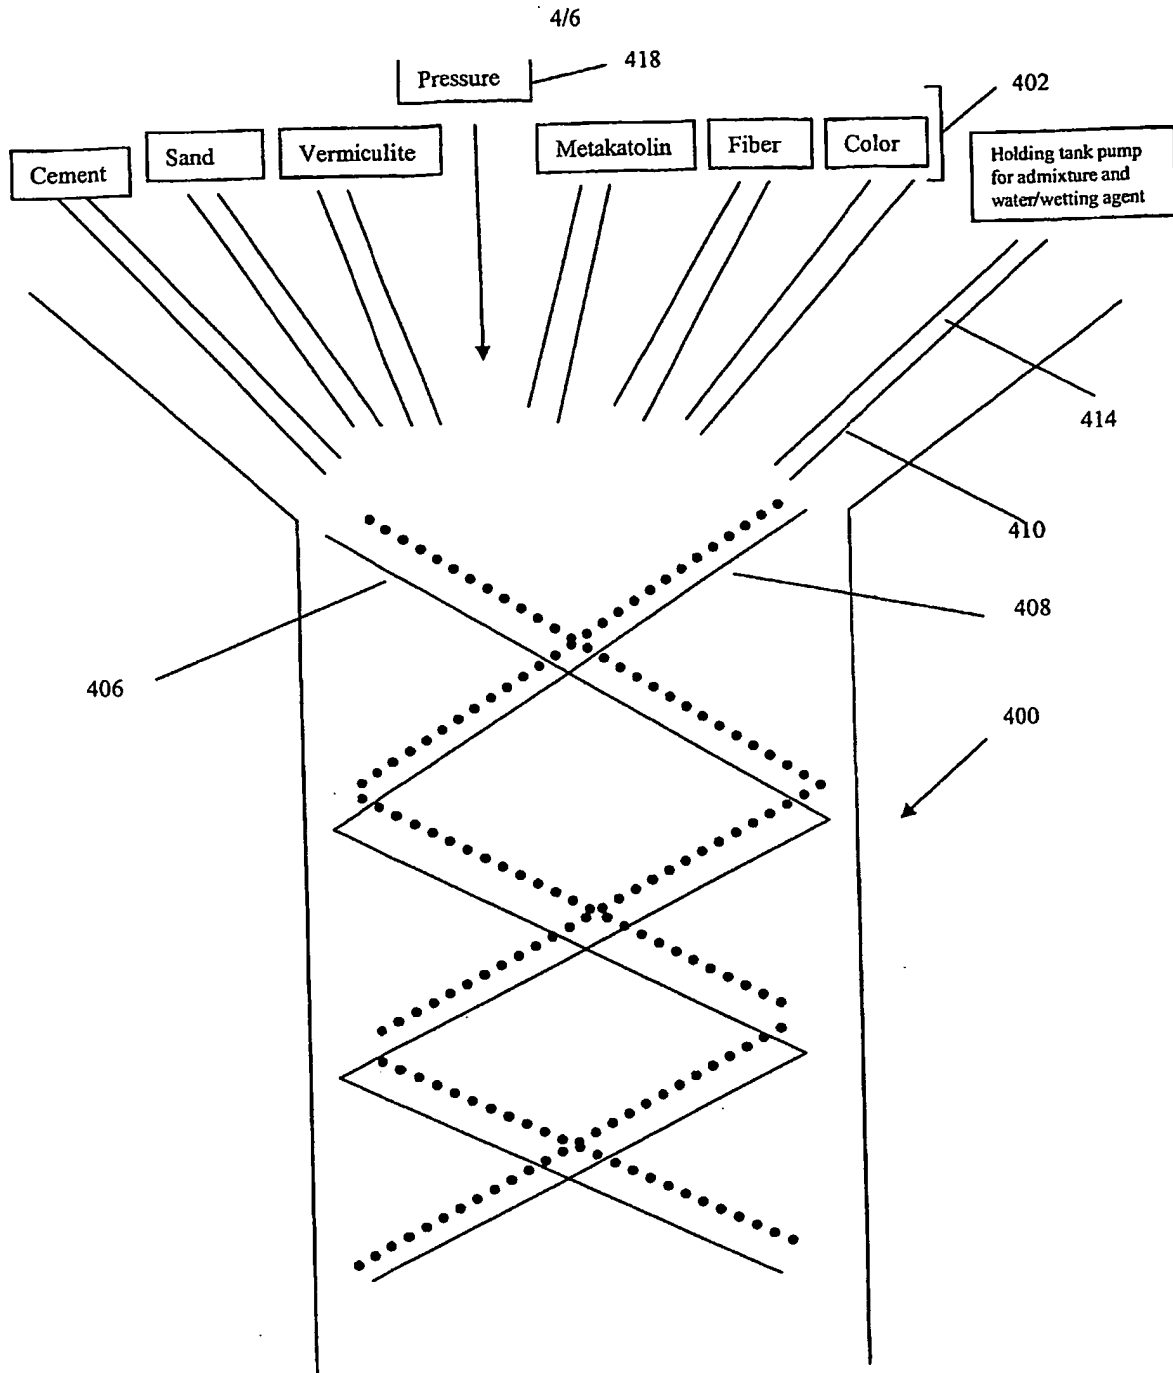 4/6
Pressure
418
402
Cement
Sand
Vermiculite
Metakatolin
Fiber
Color
Holding tank pump
for admixture and
water/wetting agent
414
410
408
406
400